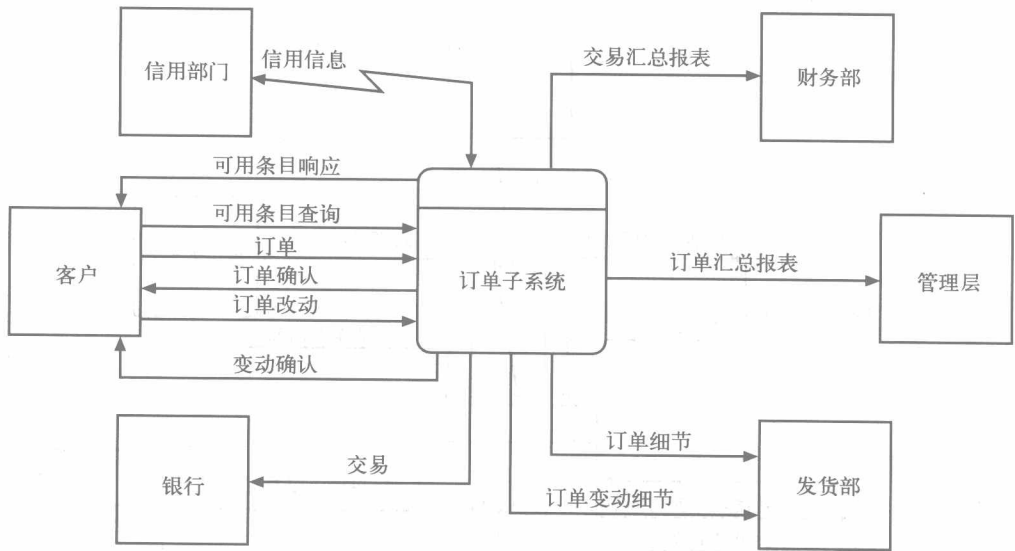 信用部门
信用信息
交易汇总报表
财务部
可用条目响应
可用条目查询
订单
订单确认
订单改动
变动确认
客户
订单子系统
订单汇总报表
管理层
银行
交易
订单细节
订单变动细节
发货部